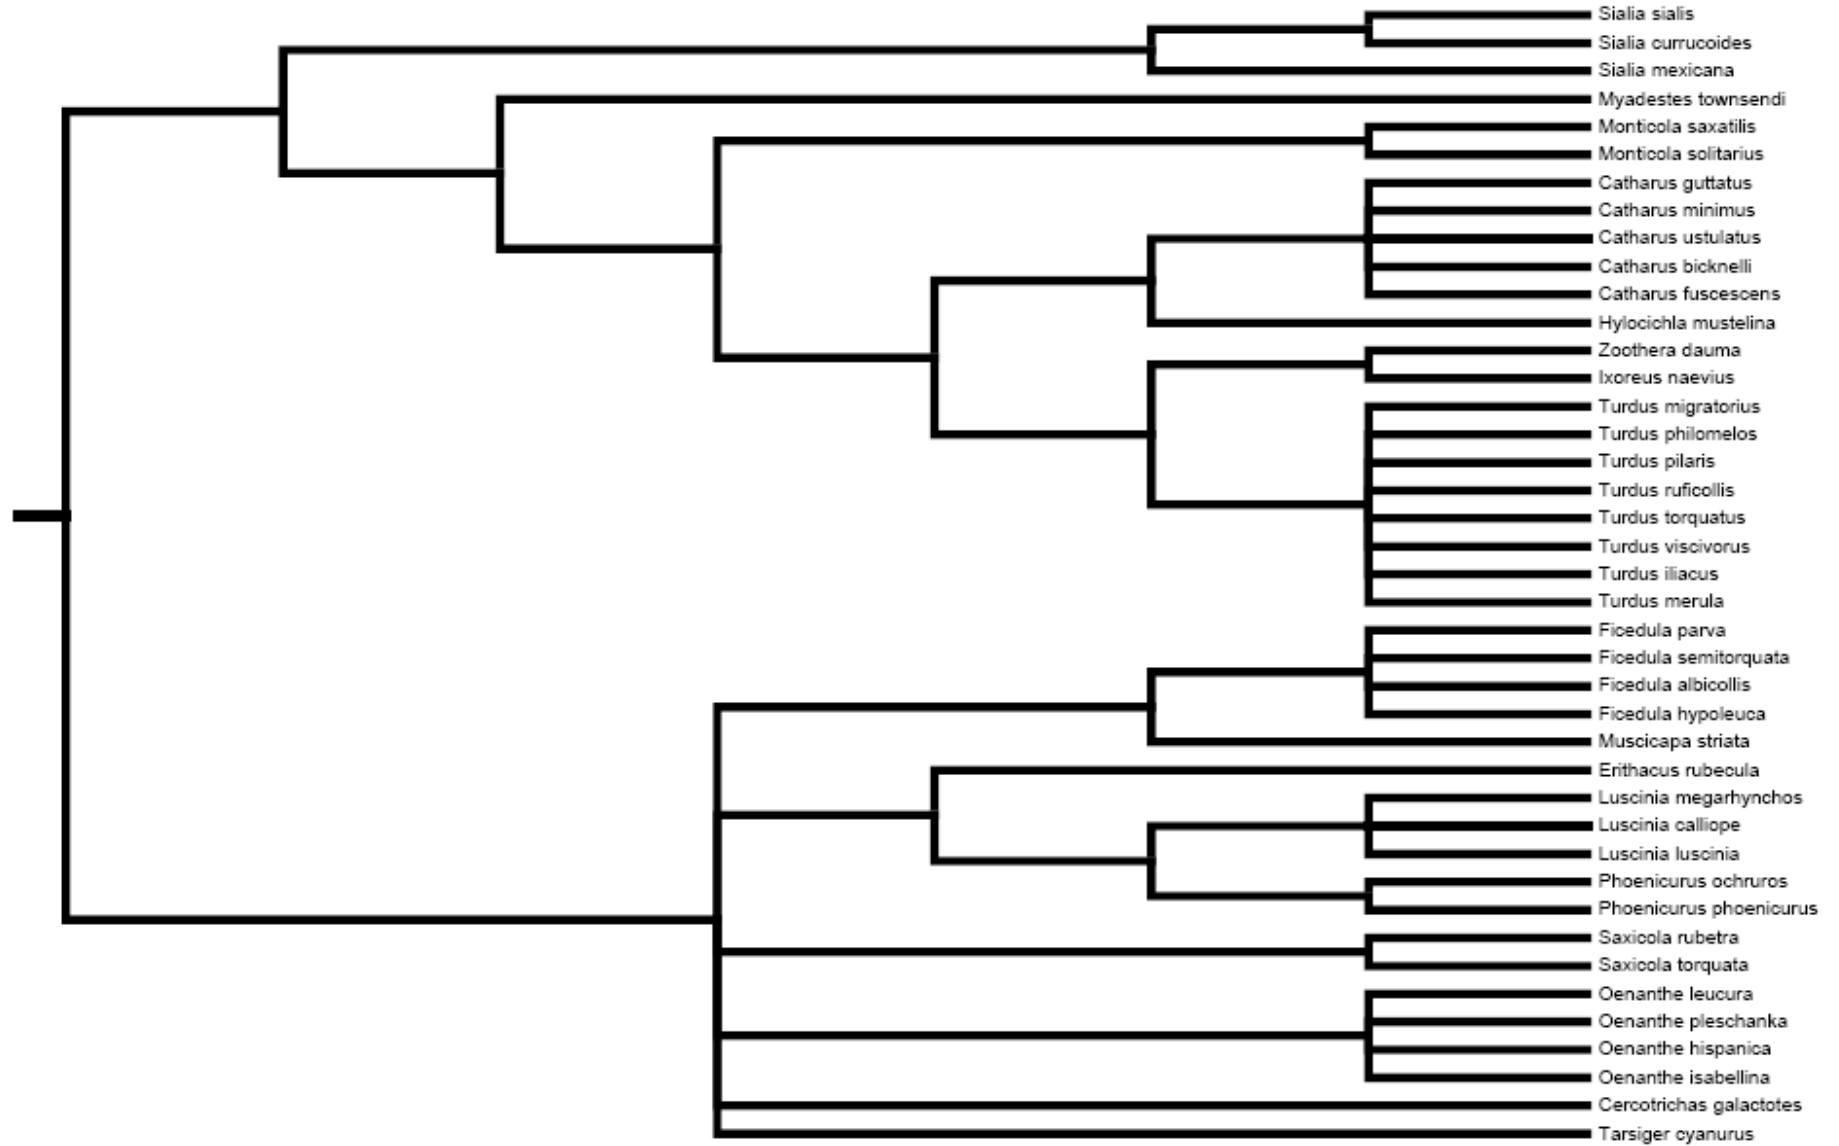 Sialia sialis
Sialia currucoides
Sialia mexicana
Myadestes townsendi
Monticola saxatilis
Monticola solitarius
Catharus guttatus
Catharus minimus
Catharus ustulatus
Catharus bicknelli
Catharus fuscescens
Hylocichla mustelina
Zoothera dauma
Ixoreus naevius
Turdus migratorius
Turdus philomelos
Turdus pilaris
Turdus ruficollis
Turdus torquatus
Turdus viscivorus
Turdus iliacus
Turdus merula
Ficedula parva
Ficedula semitorquata
Ficedula albicollis
Ficedula hypoleuca
Muscicapa striata
Erithacus rubecula
Luscinia megarhynchos
Luscinia calliope
Luscinia luscinia
Phoenicurus ochruros
Phoenicurus phoenicurus
Saxicola rubetra
Saxicola torquata
Oenanthe leucura
Oenanthe pleschanka
Oenanthe hispanica
Oenanthe isabellina
Cercotrichas galactotes
Tarsiger cyanurus